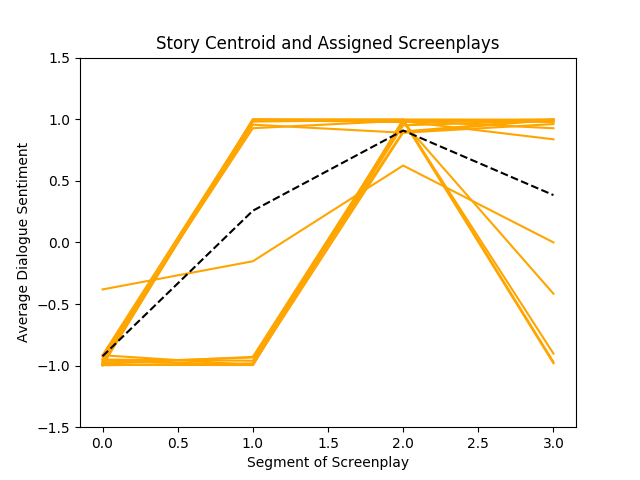 Story Centroid and Assigned Screenplays
1.5
1.0
0.5
0.0
−0.5
−1.0
−1.5
Average Dialogue Sentiment
0.0 0.5 1.0 1.5 2.0 2.5 3.0
Segment of Screenplay